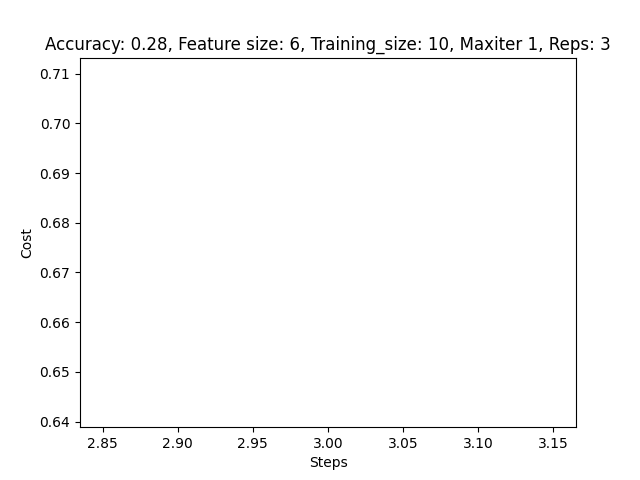 Accuracy: 0.28, Feature size: 6, Training_size: 10, Maxiter 1, Reps: 3
0.71
0.70
0.69
0.68
0.67
0.66
0.65
0.64
Cost
2.85 2.90 2.95 3.00 3.05 3.10 3.15
Steps